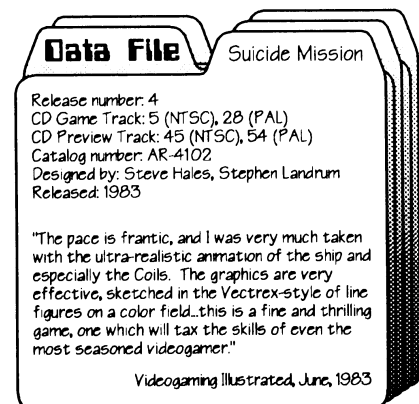 Data File
Suicide Mission
Release number: 4
CD Game Track: 5 (NTSC), 28 (PAL)
CD Preview Track: 45 (NTSC), 54 (PAL)
Catalog number: AR-4102
Designed by: Steve Hales, Stephen Landrum
Released: 1983
"The pace is frantic, and I was very much taken
with the ultra-realistic animation of the ship and
especially the Coils. The graphics are very
effective, sketched in the Vectrex-style of line
figures on a color field...this is a fine and thrilling
game, one which will tax the skills of even the
most seasoned videogamer."
Videogaming Illustrated, June, 1983